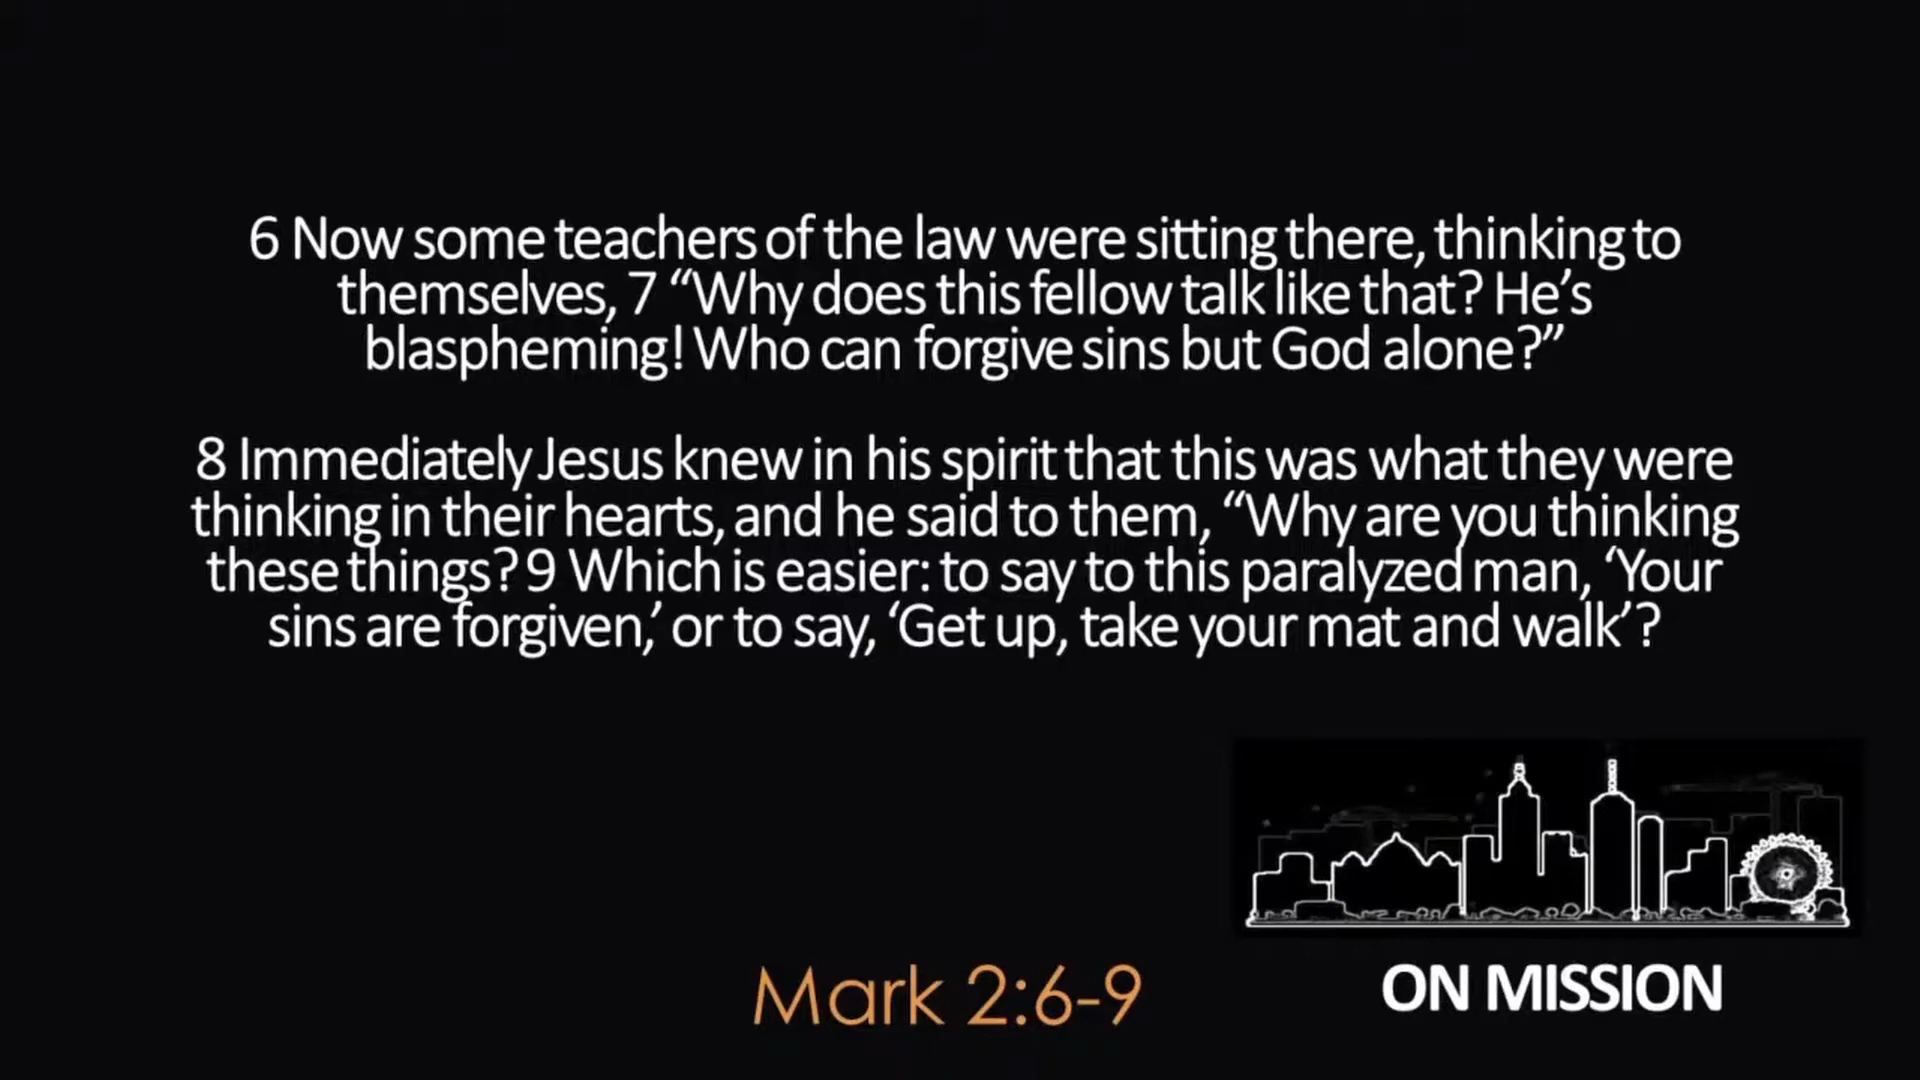 6 Now some teachers of the law were sitting there, thinking to
themselves, 7 “Why does this fellow talk like that? He’s
blaspheming! Who can forgive sins but God alone?”
8 Immediately Jesus knew in his spirit that this was what they were
thinking in their hearts, and he said to them, “Why are you thinking
these things? 9 Which is easier: to say to this paralyzed man, ‘Your
sins are forgiven,’ or to say, ‘Get up, take your mat and walk’?
Mark 2:6-9
ON MISSION